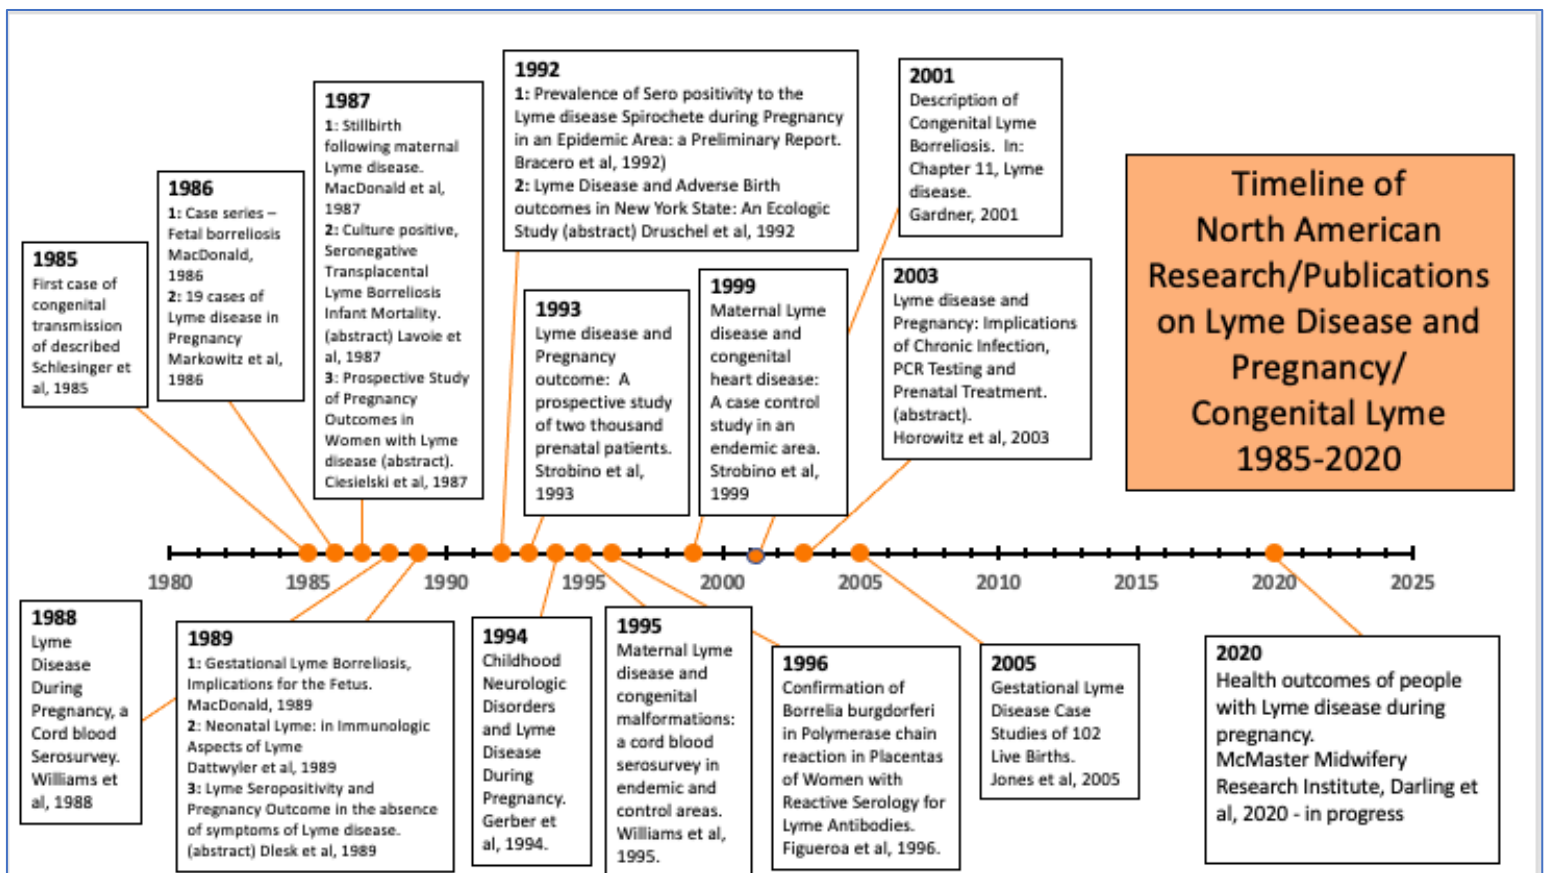 1985
First case of
congenital
transmission
of described
Schlesinger et
al, 1985
1986
1: Case series –
Fetal borreliosis
MacDonald,
1986
2: 19 cases of
Lyme disease in
Pregnancy
Markowitz et al,
1986
1987
1: Stillbirth
following maternal
Lyme disease.
MacDonald et al,
1987
2: Culture positive,
Seronegative
Transplacental
Lyme Borreliosis
Infant Mortality.
(abstract) Lavoie et
al, 1987
3: Prospective Study
of Pregnancy
Outcomes in
Women with Lyme
disease (abstract).
Ciesielski et al, 1987
1992
1: Prevalence of Sero positivity to the
Lyme disease Spirochete during Pregnancy
in an Epidemic Area: a Preliminary Report.
Bracero et al, 1992)
2: Lyme Disease and Adverse Birth
outcomes in New York State: An Ecologic
Study (abstract) Druschel et al, 1992
1993
Lyme disease and
Pregnancy
outcome: A
prospective study
of two thousand
prenatal patients.
Strobino et al,
1993
1999
Maternal Lyme
disease and
congenital
heart disease:
A case control
study in an
endemic area.
Strobino et al,
1999
2001
Description of
Congenital Lyme
Borreliosis. In:
Chapter 11, Lyme
disease.
Gardner, 2001
2003
Lyme disease and
Pregnancy: Implications
of Chronic Infection,
PCR Testing and
Prenatal Treatment.
(abstract).
Horowitz et al, 2003
Timeline of
North American
Research/Publications
on Lyme Disease and
Pregnancy/
Congenital Lyme
1985-2020
1980 1985 1990 1995 2000 2005 2010 2015 2020 2025
1988
Lyme
Disease
During
Pregnancy, a
Cord blood
Serosurvey.
Williams et
al, 1988
1989
1: Gestational Lyme Borreliosis,
Implications for the Fetus.
MacDonald, 1989
2: Neonatal Lyme: in Immunologic
Aspects of Lyme
Dattwyler et al, 1989
3: Lyme Seropositivity and
Pregnancy Outcome in the absence
of symptoms of Lyme disease.
(abstract) Dlesk et al, 1989
1994
Childhood
Neurologic
Disorders
and Lyme
Disease
During
Pregnancy.
Gerber et
al, 1994.
1995
Maternal Lyme
disease and
congenital
malformations:
a cord blood
serosurvey in
endemic and
control areas.
Williams et al,
1995.
1996
Confirmation of
Borrelia burgdorferi
in Polymerase chain
reaction in Placentas
of Women with
Reactive Serology for
Lyme Antibodies.
Figueroa et al, 1996.
2005
Gestational Lyme
Disease Case
Studies of 102
Live Births.
Jones et al, 2005
2020
Health outcomes of people
with Lyme disease during
pregnancy.
McMaster Midwifery
Research Institute, Darling et
al, 2020 - in progress